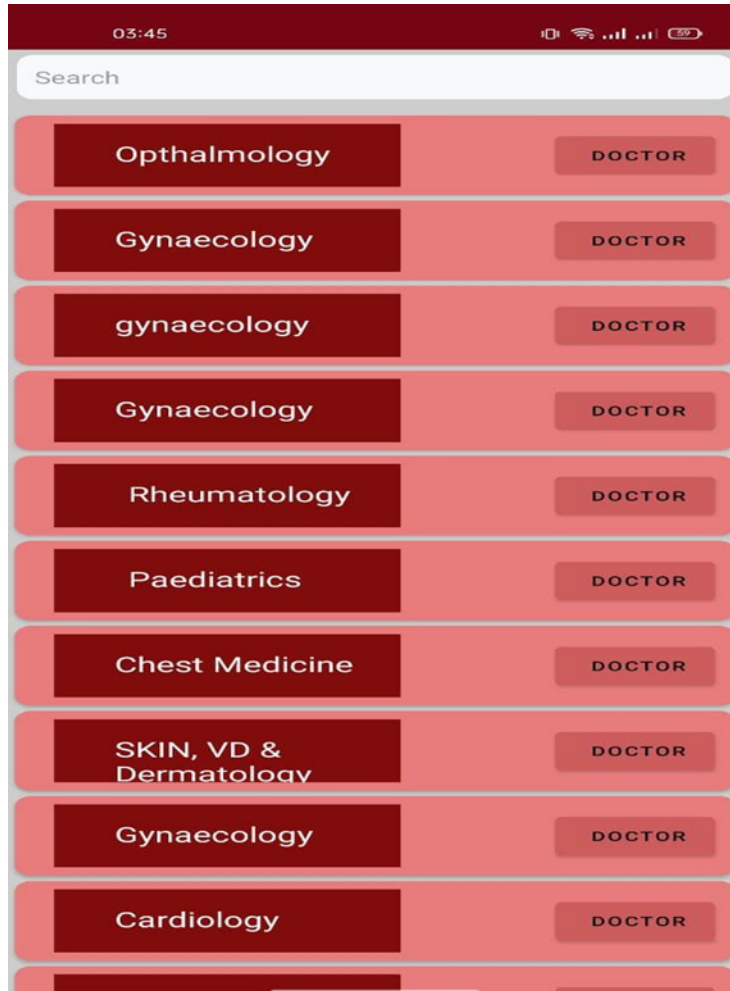 03:45 59
Search
Opthalmology DOCTOR
Gynaecology DOCTOR
gynaecology DOCTOR
Gynaecology DOCTOR
Rheumatology DOCTOR
Paediatrics DOCTOR
Chest Medicine DOCTOR
SKIN, VD & DOCTOR
Dermatology
Gynaecology DOCTOR
Cardiology DOCTOR